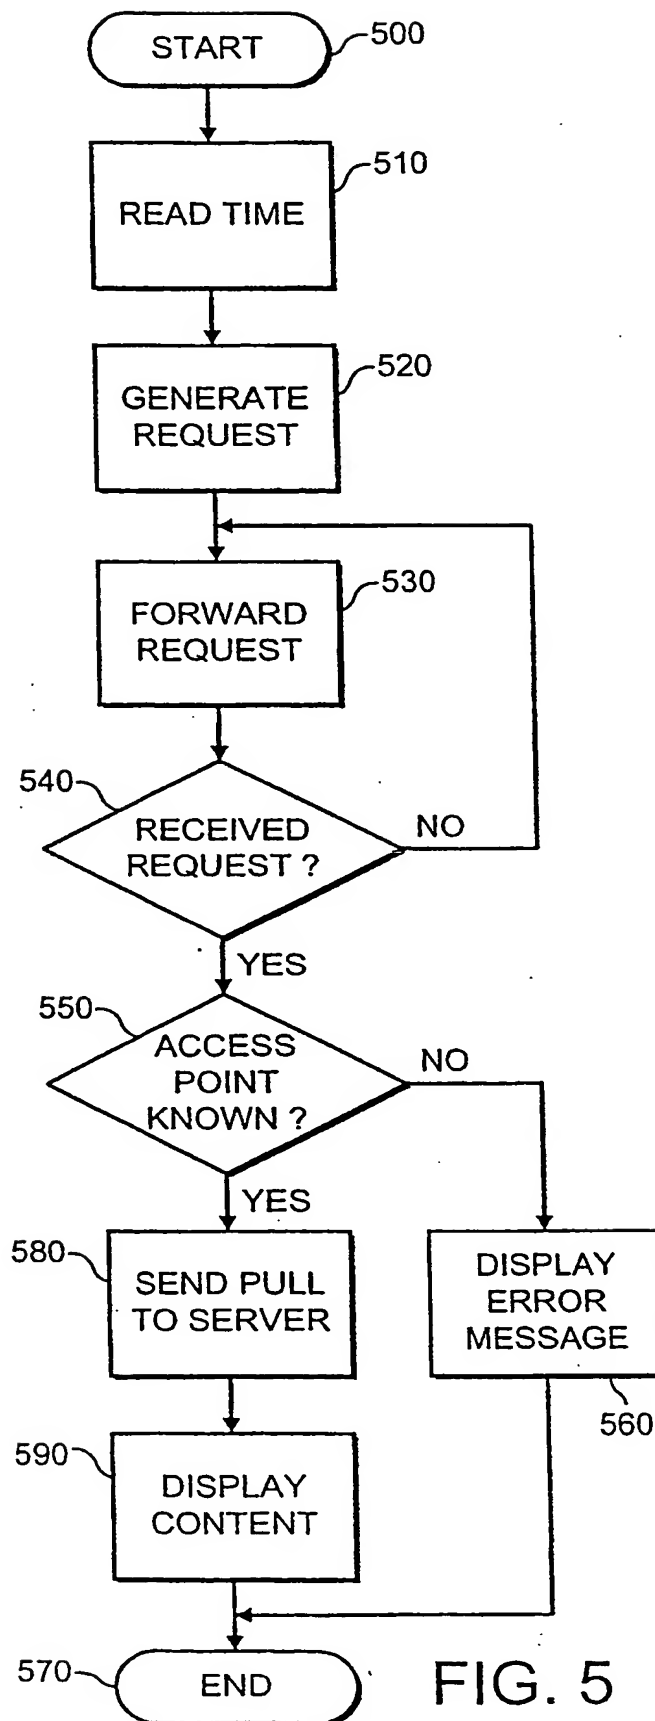 START
500
READ TIME
510
GENERATE
REQUEST
520
FORWARD
REQUEST
530
540
RECEIVED
REQUEST ?
NO
YES
550
ACCESS
POINT
KNOWN ?
NO
YES
580
SEND PULL
TO SERVER
DISPLAY
ERROR
MESSAGE
560
590
DISPLAY
CONTENT
570
END
FIG. 5